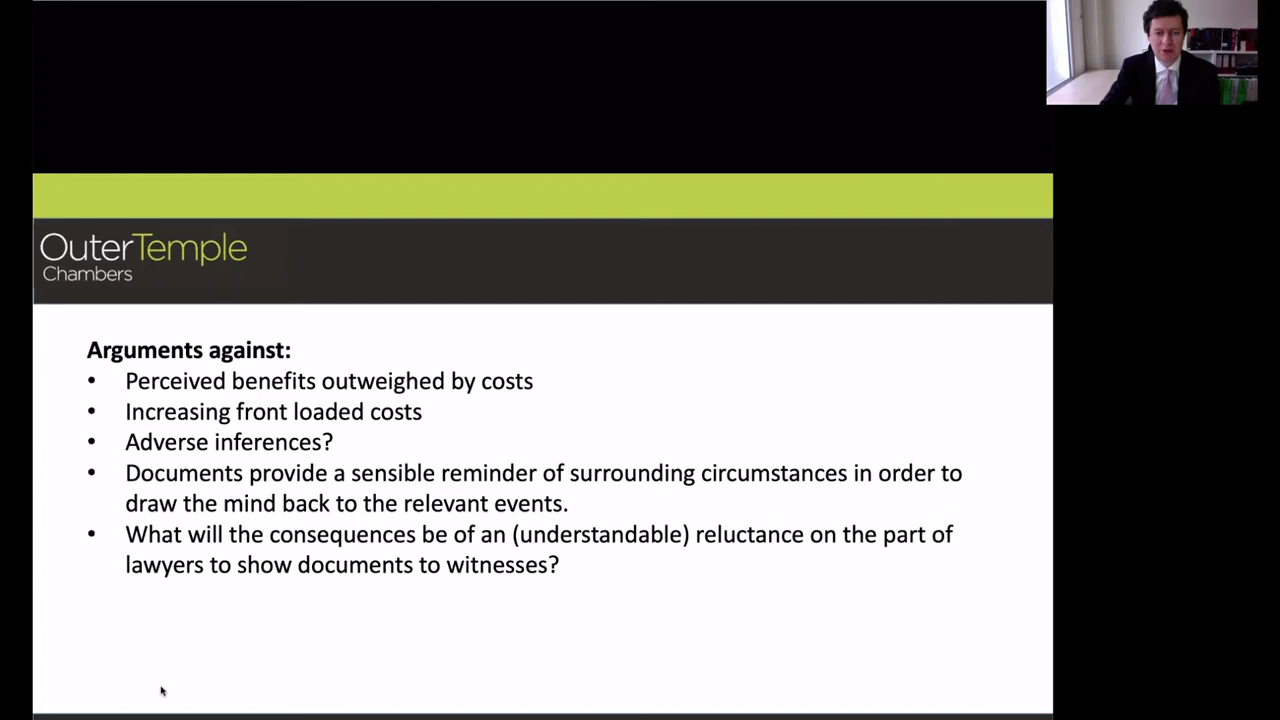 OuterTemple
Chambers
Arguments against:
• Perceived benefits outweighed by costs
• Increasing front loaded costs
• Adverse inferences?
• Documents provide a sensible reminder of surrounding circumstances in order to
draw the mind back to the relevant events.
• What will the consequences be of an (understandable) reluctance on the part of
lawyers to show documents to witnesses?